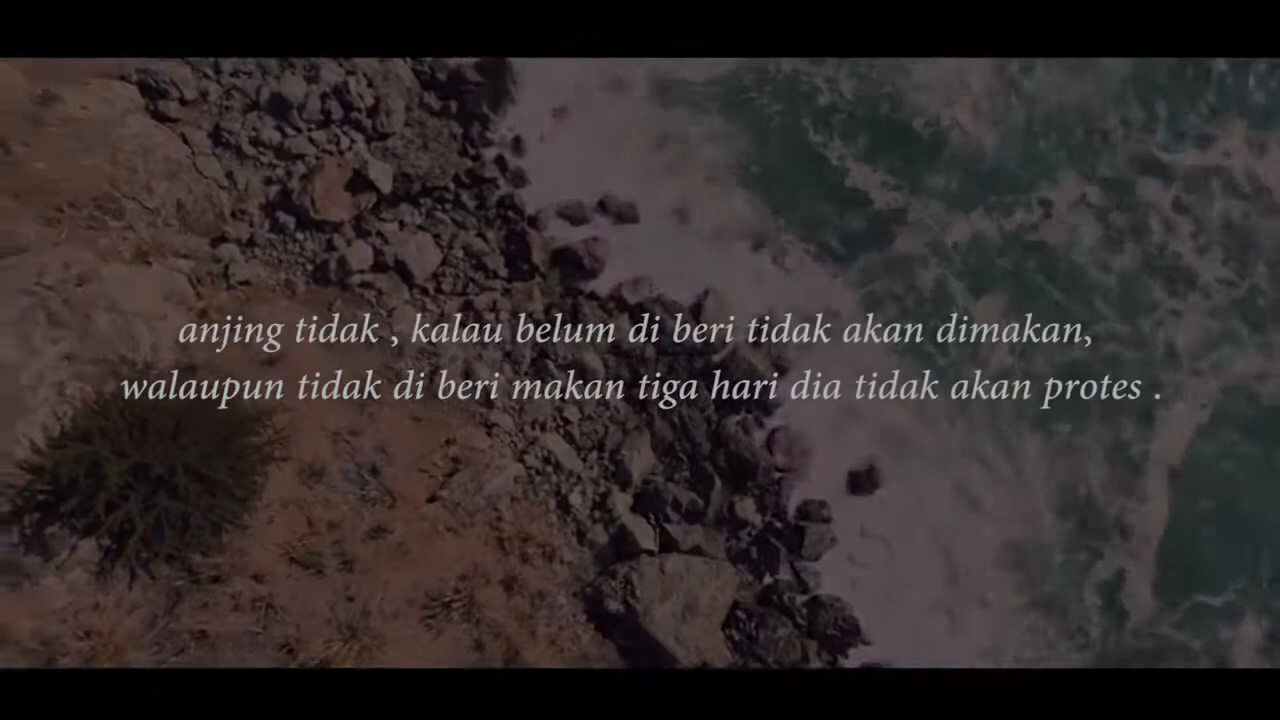 anjing tidak , kalau belum di beri tidak akan dimakan,
walaupun tidak di beri makan tiga hari dia tidak akan protes .